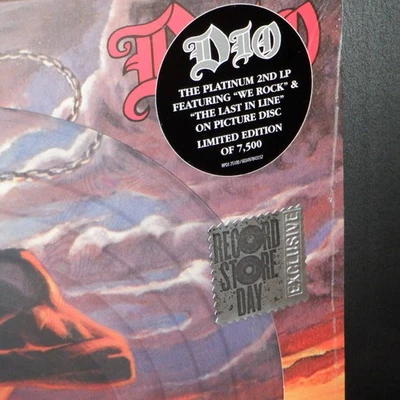 DIO
THE PLATINUM 2ND LP
FEATURING "WE ROCK" &
"THE LAST IN LINE"
ON PICTURE DISC
LIMITED EDITION
OF 7,500
RECORD
STORE
DAY
EXCLUSIVE